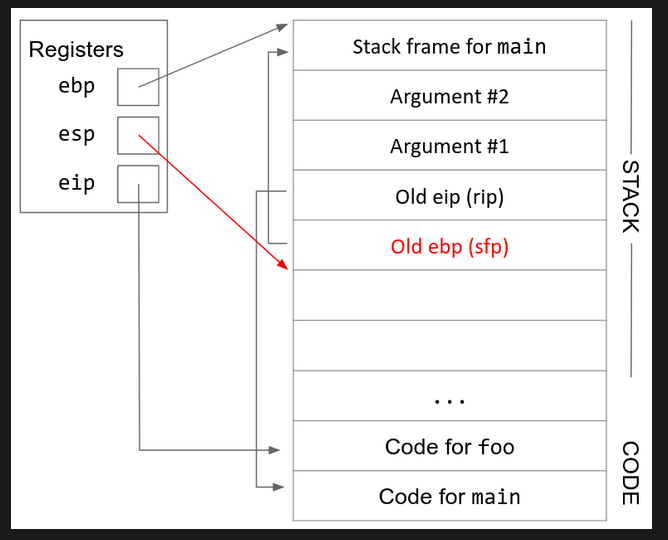 Registers
ebp
esp
eip
Stack frame for main
Argument #2
Argument #1
Old eip (rip)
Old ebp (sfp)
...
Code for foo
Code for main
STACK
CODE